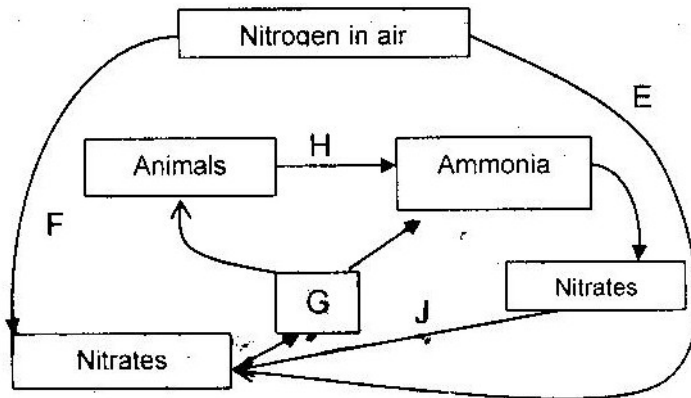 Nitrogen in air
E
Animals
H
Ammonia
F
G
J
Nitrates
Nitrates